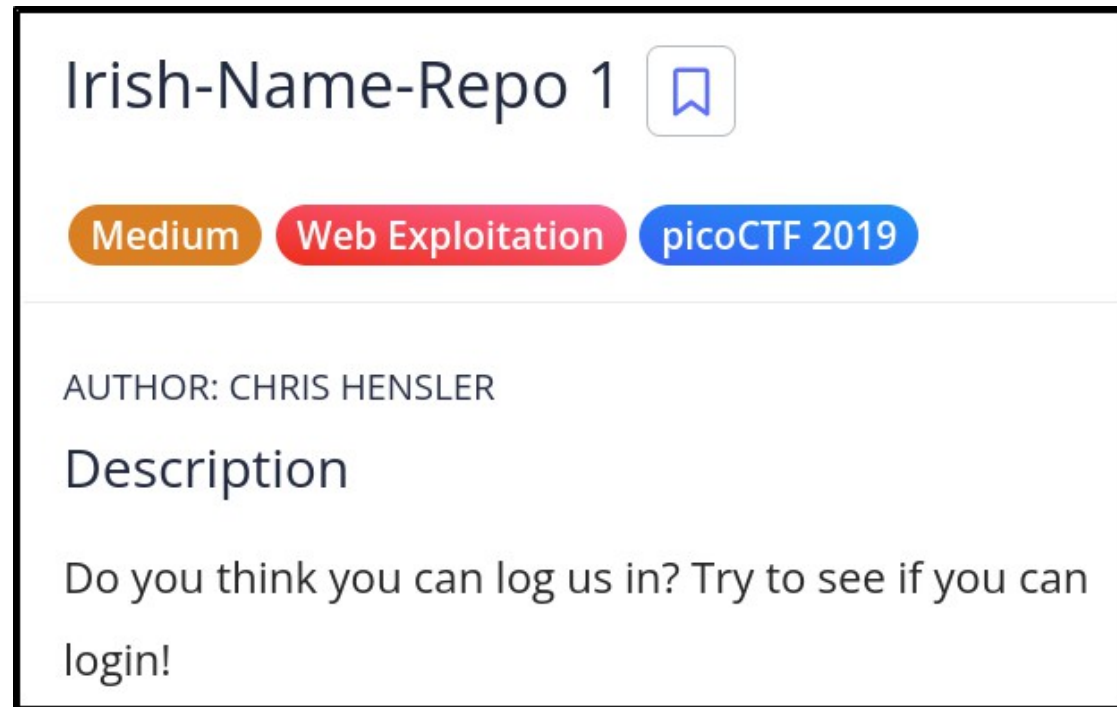 Irish-Name-Repo 1
Medium Web Exploitation picoCTF 2019
AUTHOR: CHRIS HENSLER
Description
Do you think you can log us in? Try to see if you can
login!